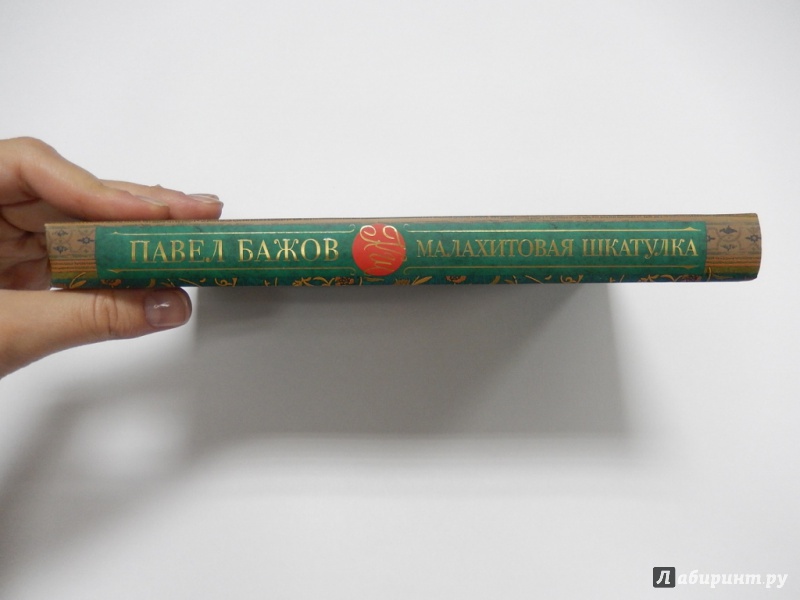 ПАВЕЛ БАЖОВ МАЛАХИТОВАЯ ШКАТУЛКА
Лабиринт.ру